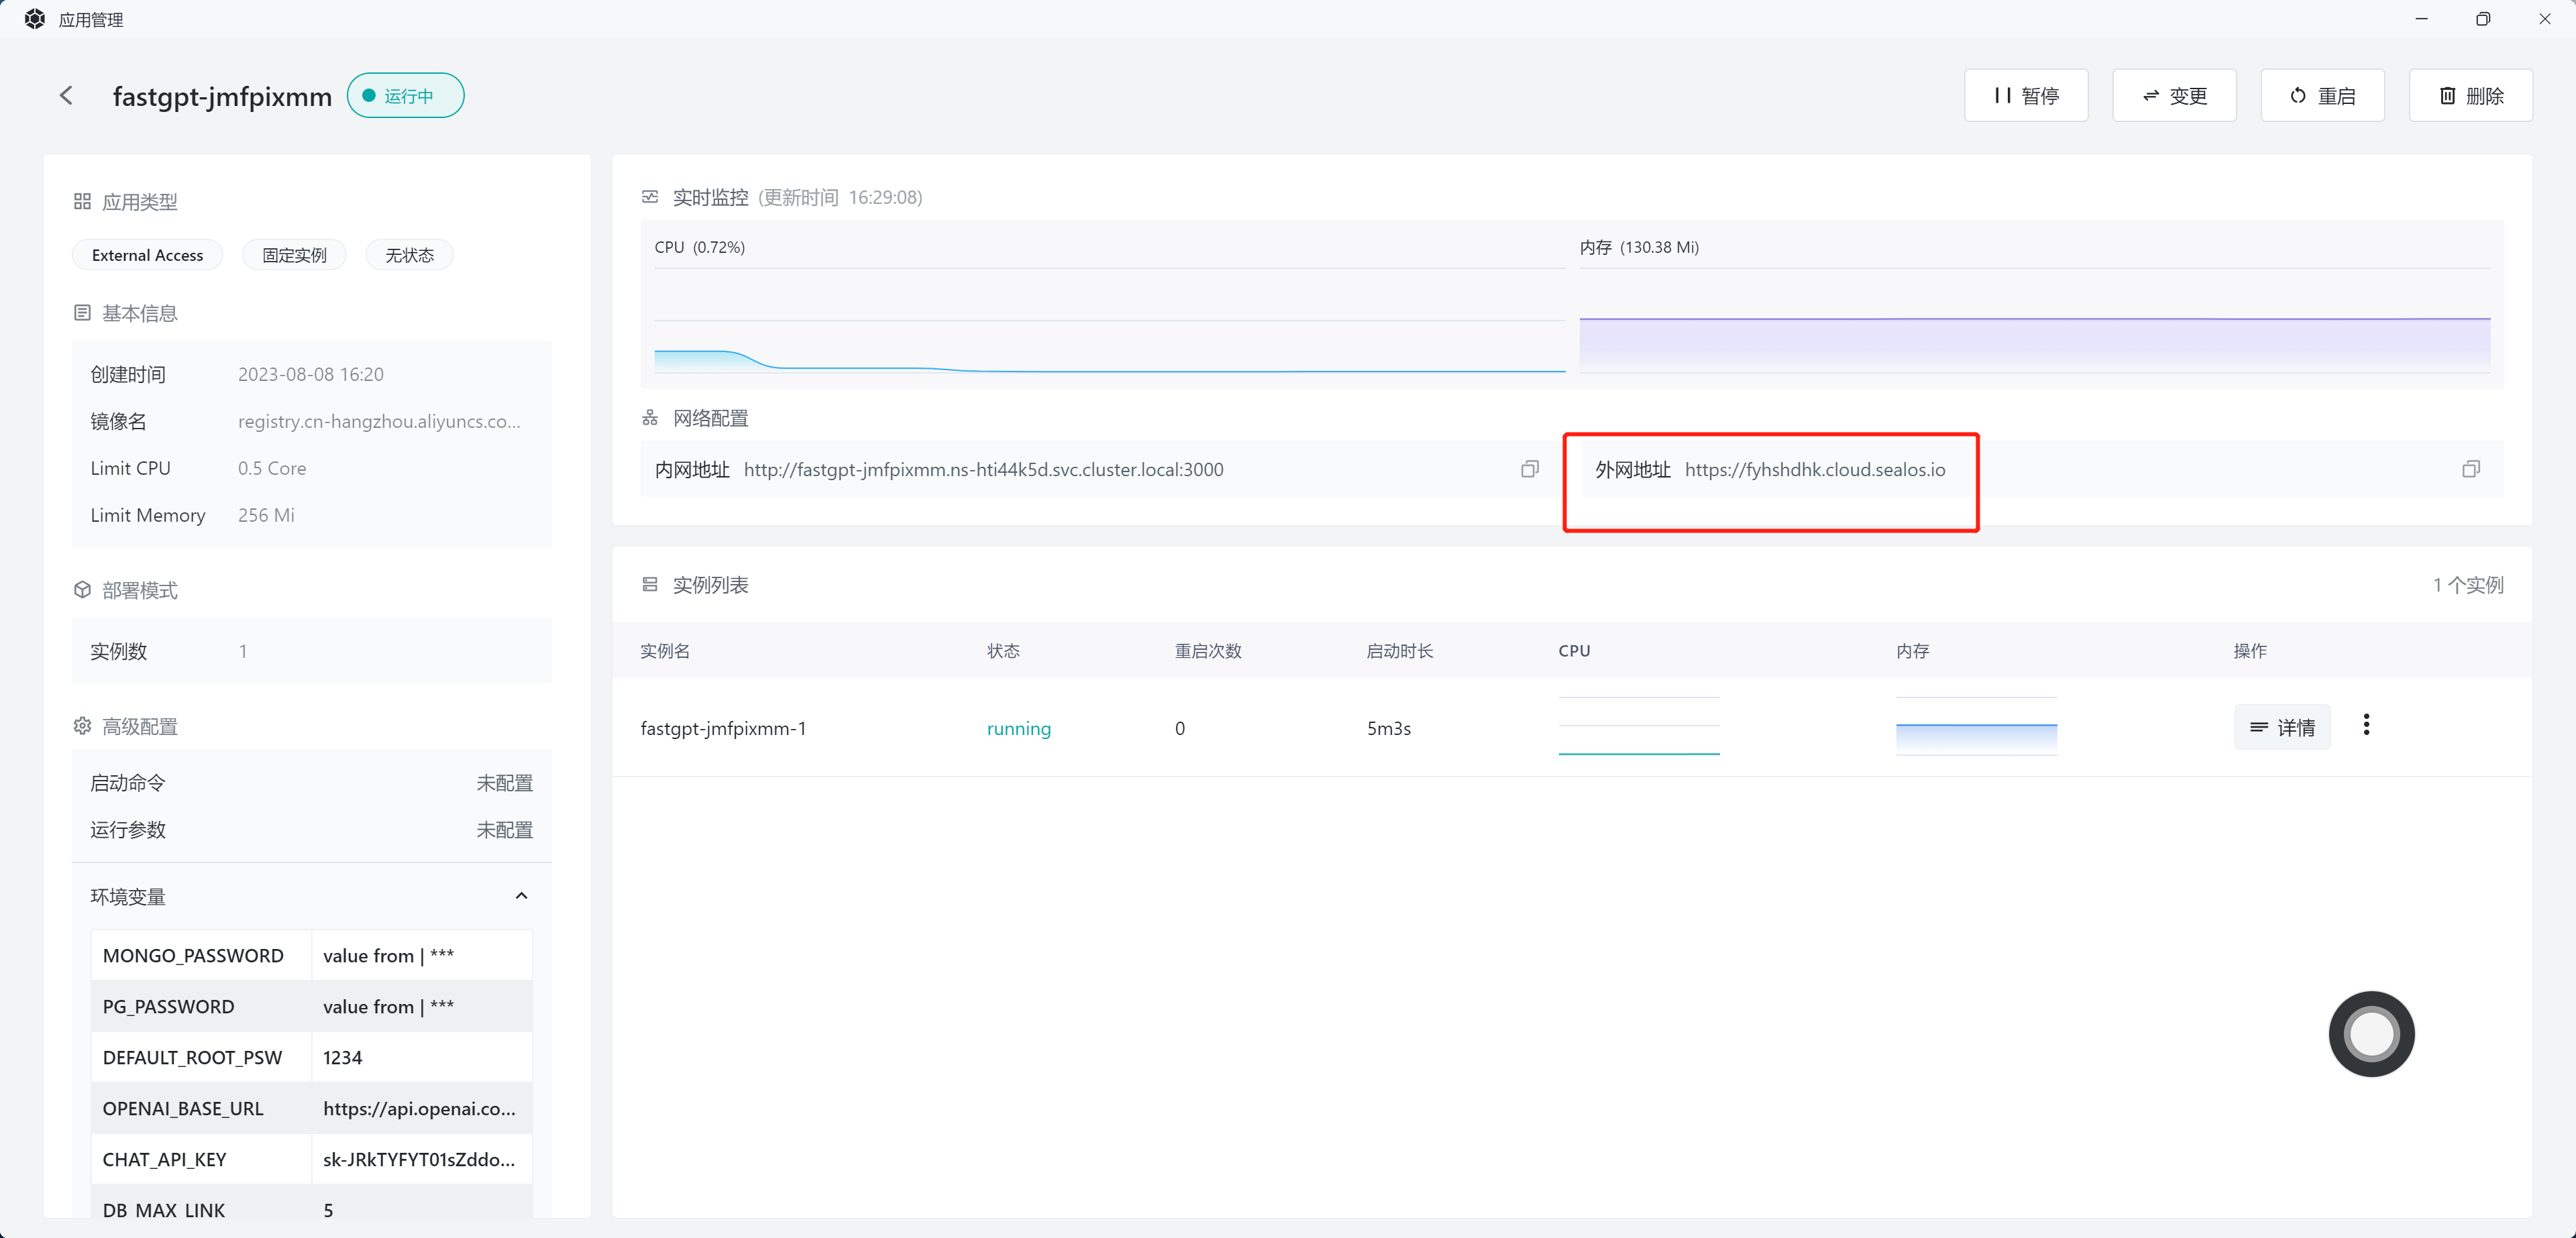 应用管理
fastgpt-jmfpixmm
运行中
暂停
变更
重启
删除
应用类型
External Access
固定实例
无状态
基本信息
创建时间 2023-08-08 16:20
镜像名 registry.cn-hangzhou.aliyuncs.co...
Limit CPU 0.5 Core
Limit Memory 256 Mi
部署模式
实例数 1
高级配置
启动命令 未配置
运行参数 未配置
环境变量
MONGO_PASSWORD value from | ***
PG_PASSWORD value from | ***
DEFAULT_ROOT_PSW 1234
OPENAI_BASE_URL https://api.openai.co...
CHAT_API_KEY sk-JRkTYFYT01sZddo...
DB_MAX_LINK 5
实时监控 (更新时间 16:29:08)
CPU (0.72%)
内存 (130.38 Mi)
网络配置
内网地址 http://fastgpt-jmfpixmm.ns-hti44k5d.svc.cluster.local:3000
外网地址 https://fyhshdhk.cloud.sealos.io
实例列表
1 个实例
实例名 状态 重启次数 启动时长 CPU 内存 操作
fastgpt-jmfpixmm-1 running 0 5m3s 详情